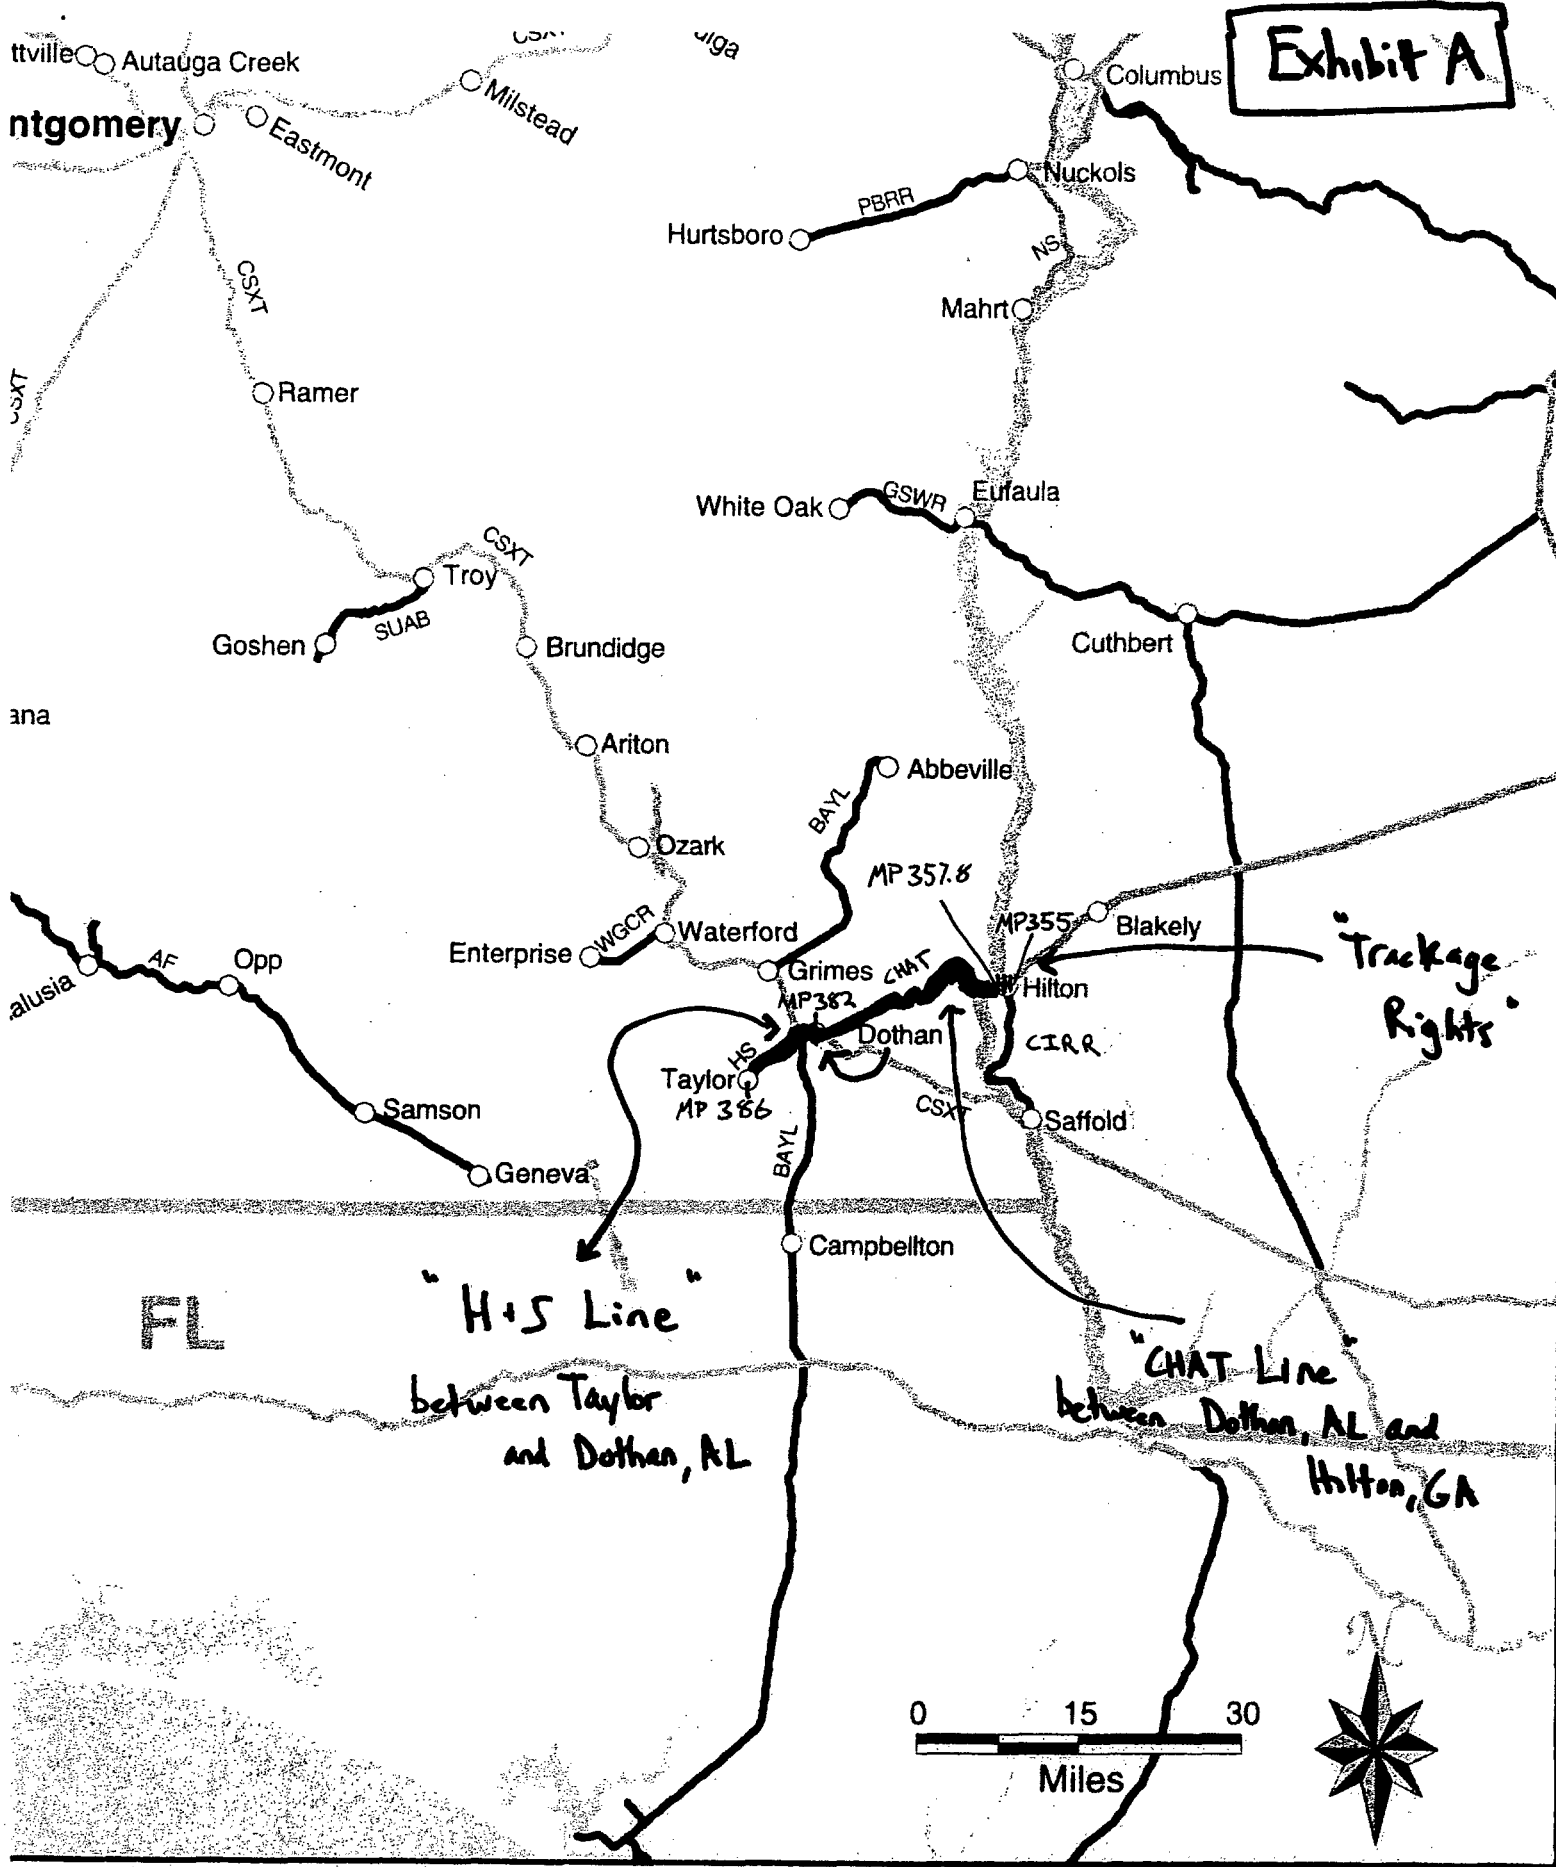 Exhibit A
ttville
Autauga Creek
CSXT
Milstead
Columbus
ntgomery
Eastmont
Nuckols
PBRR
Hurtsboro
NS
CSXT
Mahrt
CSXT
Ramer
White Oak
GSWR
Eufaula
CSXT
Troy
SUAB
Goshen
Brundidge
Cuthbert
ana
Ariton
Abbeville
BAYL
Ozark
MP 357.8
MP355
Blakely
WGCR
Waterford
Enterprise
"Trackage
Rights"
AF
Opp
Grimes
CHAT
Hilton
alusia
MP382
Dothan
CIRR
HS
Taylor
MP 386
CSXT
Samson
Saffold
BAYL
Geneva
Campbellton
"H+S Line"
FL
between Taylor
and Dothan, AL
"CHAT Line"
between Dothan, AL and
Hilton, GA
N
0 15 30
Miles